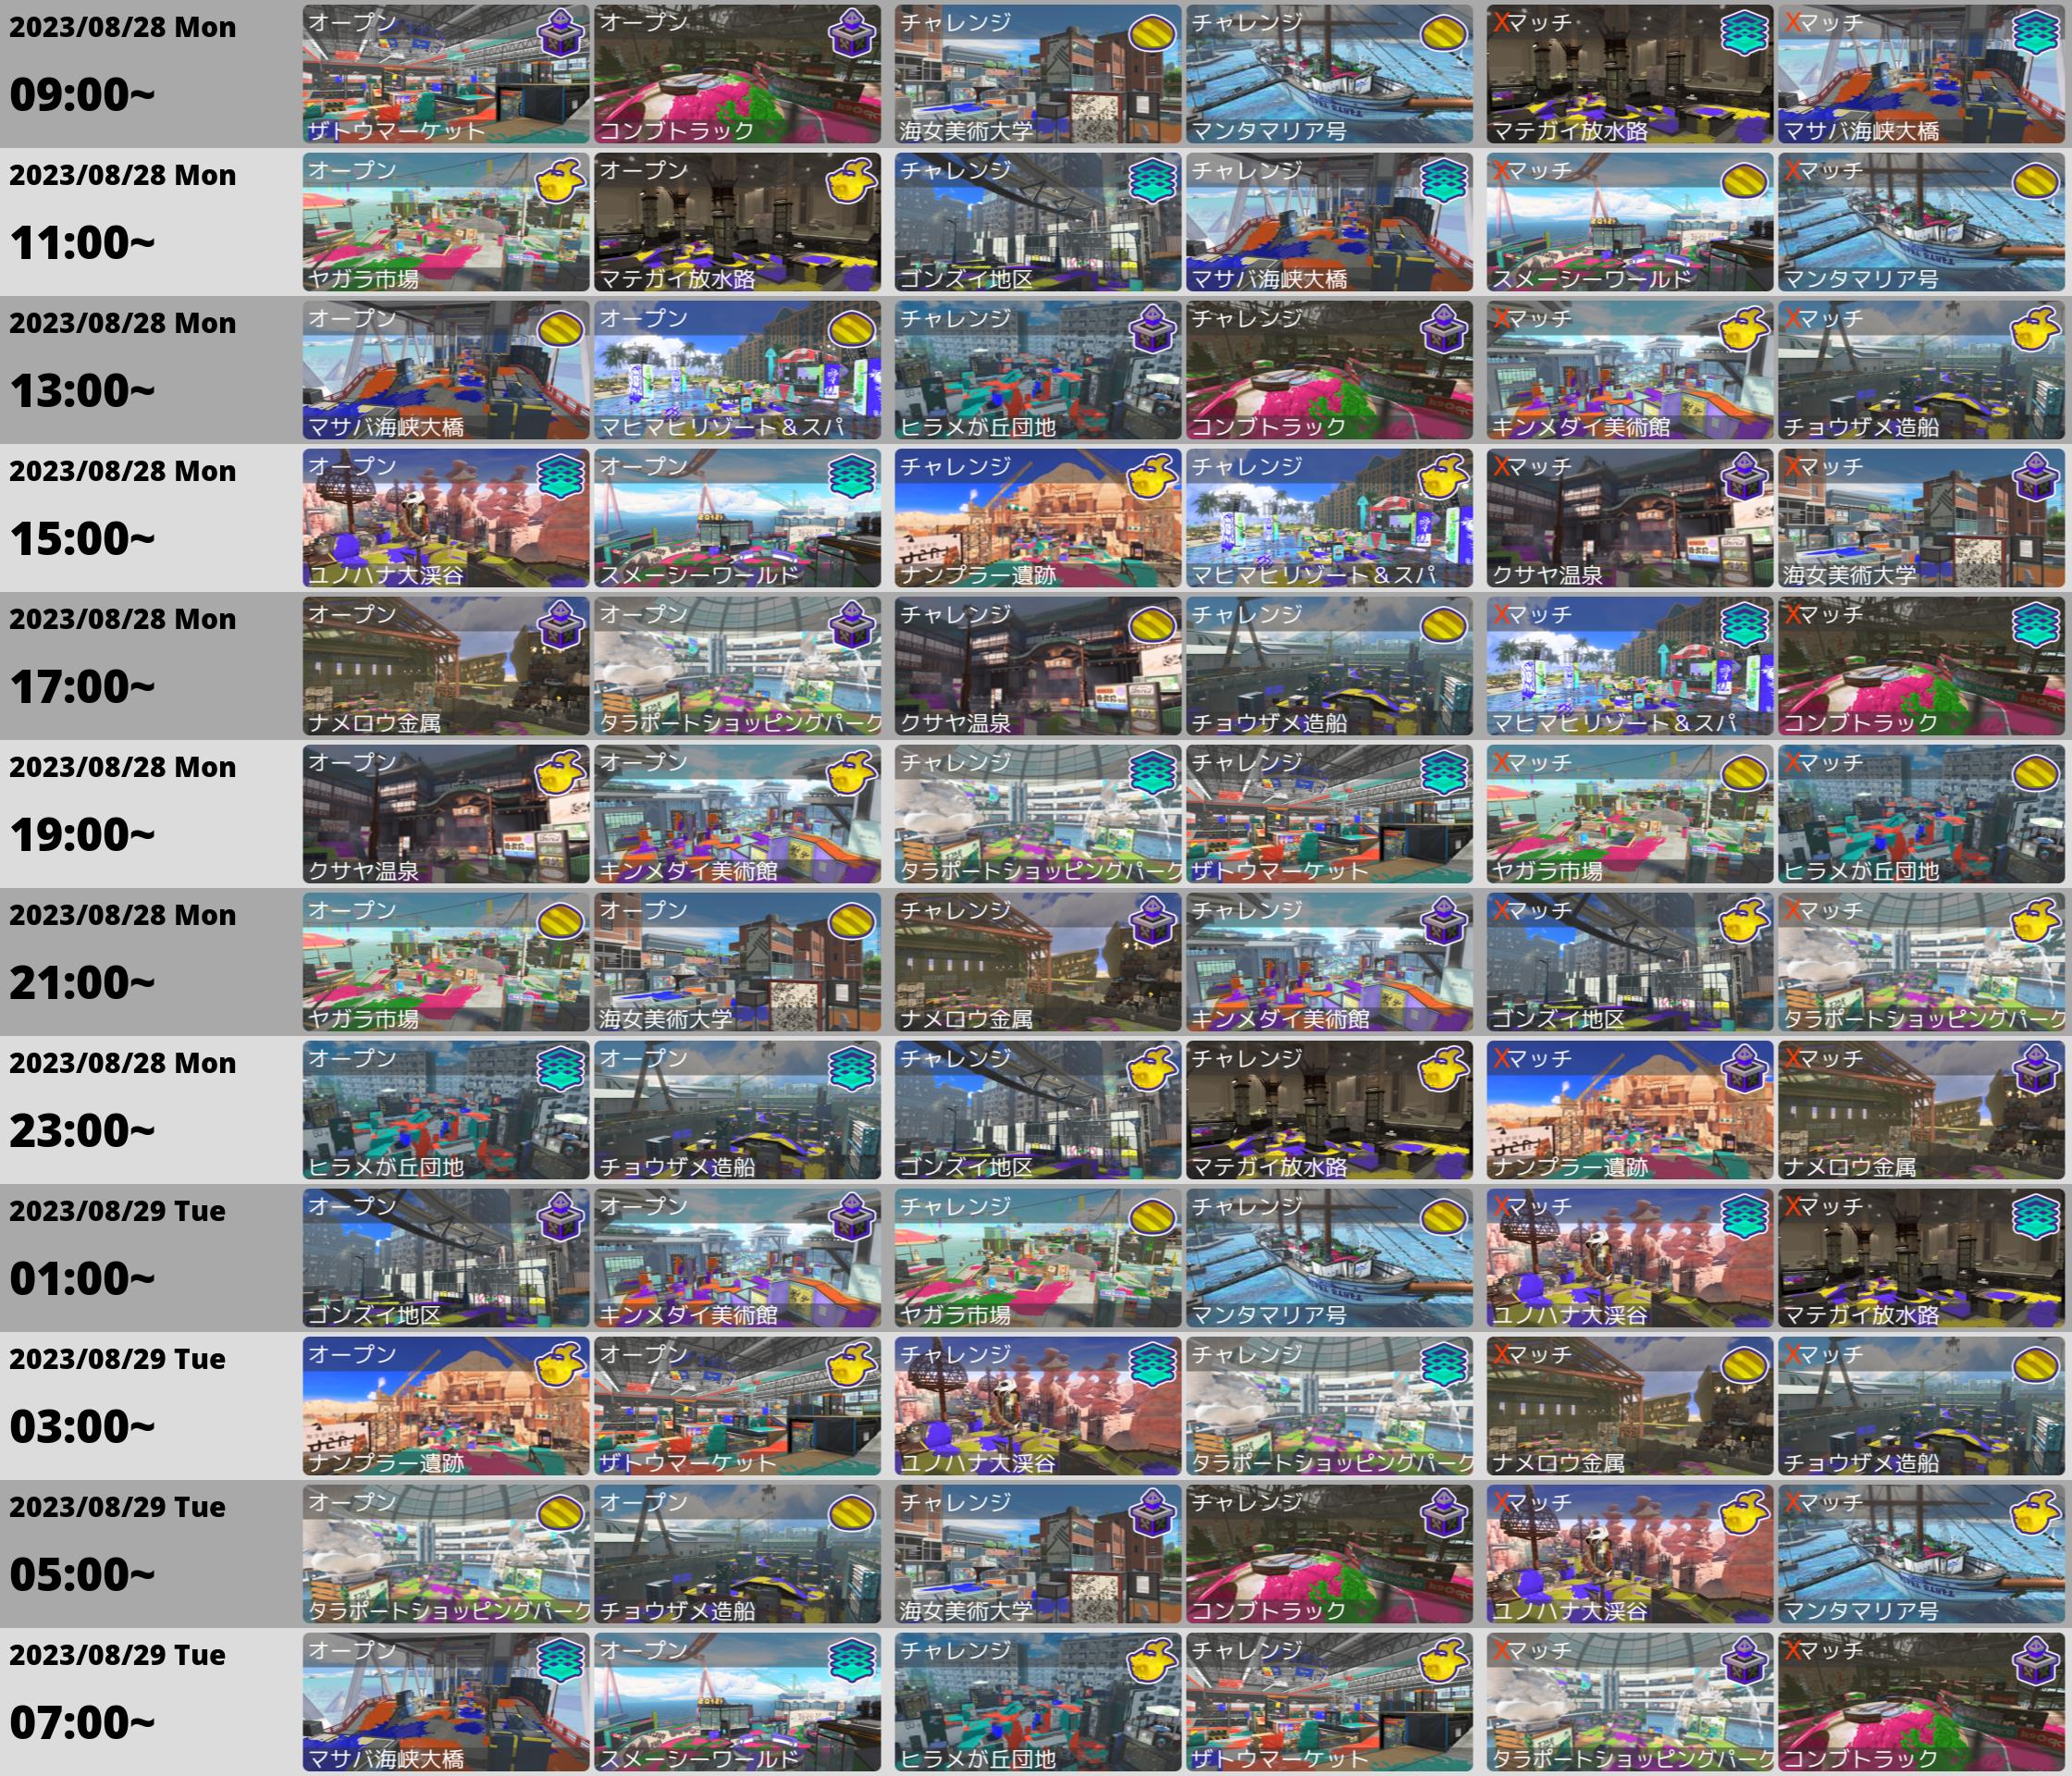 2023/08/28 Mon
09:00~
オープン オープン チャレンジ チャレンジ Xマッチ Xマッチ
ザトウマーケット コンブトラック 海女美術大学 マンタマリア号 マテガイ放水路 マサバ海峡大橋
2023/08/28 Mon
11:00~
オープン オープン チャレンジ チャレンジ Xマッチ Xマッチ
ヤガラ市場 マテガイ放水路 ゴンズイ地区 マサバ海峡大橋 スメーシーワールド マンタマリア号
2023/08/28 Mon
13:00~
オープン オープン チャレンジ チャレンジ Xマッチ Xマッチ
マサバ海峡大橋 マヒマヒリゾート＆スパ ヒラメが丘団地 コンブトラック キンメダイ美術館 チョウザメ造船
2023/08/28 Mon
15:00~
オープン オープン チャレンジ チャレンジ Xマッチ Xマッチ
ユノハナ大渓谷 スメーシーワールド ナンプラー遺跡 マヒマヒリゾート＆スパ クサヤ温泉 海女美術大学
2023/08/28 Mon
17:00~
オープン オープン チャレンジ チャレンジ Xマッチ Xマッチ
ナメロウ金属 タラポートショッピングパーク クサヤ温泉 チョウザメ造船 マヒマヒリゾート＆スパ コンブトラック
2023/08/28 Mon
19:00~
オープン オープン チャレンジ チャレンジ Xマッチ Xマッチ
クサヤ温泉 キンメダイ美術館 タラポートショッピングパーク ザトウマーケット ヤガラ市場 ヒラメが丘団地
2023/08/28 Mon
21:00~
オープン オープン チャレンジ チャレンジ Xマッチ Xマッチ
ヤガラ市場 海女美術大学 ナメロウ金属 キンメダイ美術館 ゴンズイ地区 タラポートショッピングパーク
2023/08/28 Mon
23:00~
オープン オープン チャレンジ チャレンジ Xマッチ Xマッチ
ヒラメが丘団地 チョウザメ造船 ゴンズイ地区 マテガイ放水路 ナンプラー遺跡 ナメロウ金属
2023/08/29 Tue
01:00~
オープン オープン チャレンジ チャレンジ Xマッチ Xマッチ
ゴンズイ地区 キンメダイ美術館 ヤガラ市場 マンタマリア号 ユノハナ大渓谷 マテガイ放水路
2023/08/29 Tue
03:00~
オープン オープン チャレンジ チャレンジ Xマッチ Xマッチ
ナンプラー遺跡 ザトウマーケット ユノハナ大渓谷 タラポートショッピングパーク ナメロウ金属 チョウザメ造船
2023/08/29 Tue
05:00~
オープン オープン チャレンジ チャレンジ Xマッチ Xマッチ
タラポートショッピングパーク チョウザメ造船 海女美術大学 コンブトラック ユノハナ大渓谷 マンタマリア号
2023/08/29 Tue
07:00~
オープン オープン チャレンジ チャレンジ Xマッチ Xマッチ
マサバ海峡大橋 スメーシーワールド ヒラメが丘団地 ザトウマーケット タラポートショッピングパーク コンブトラック